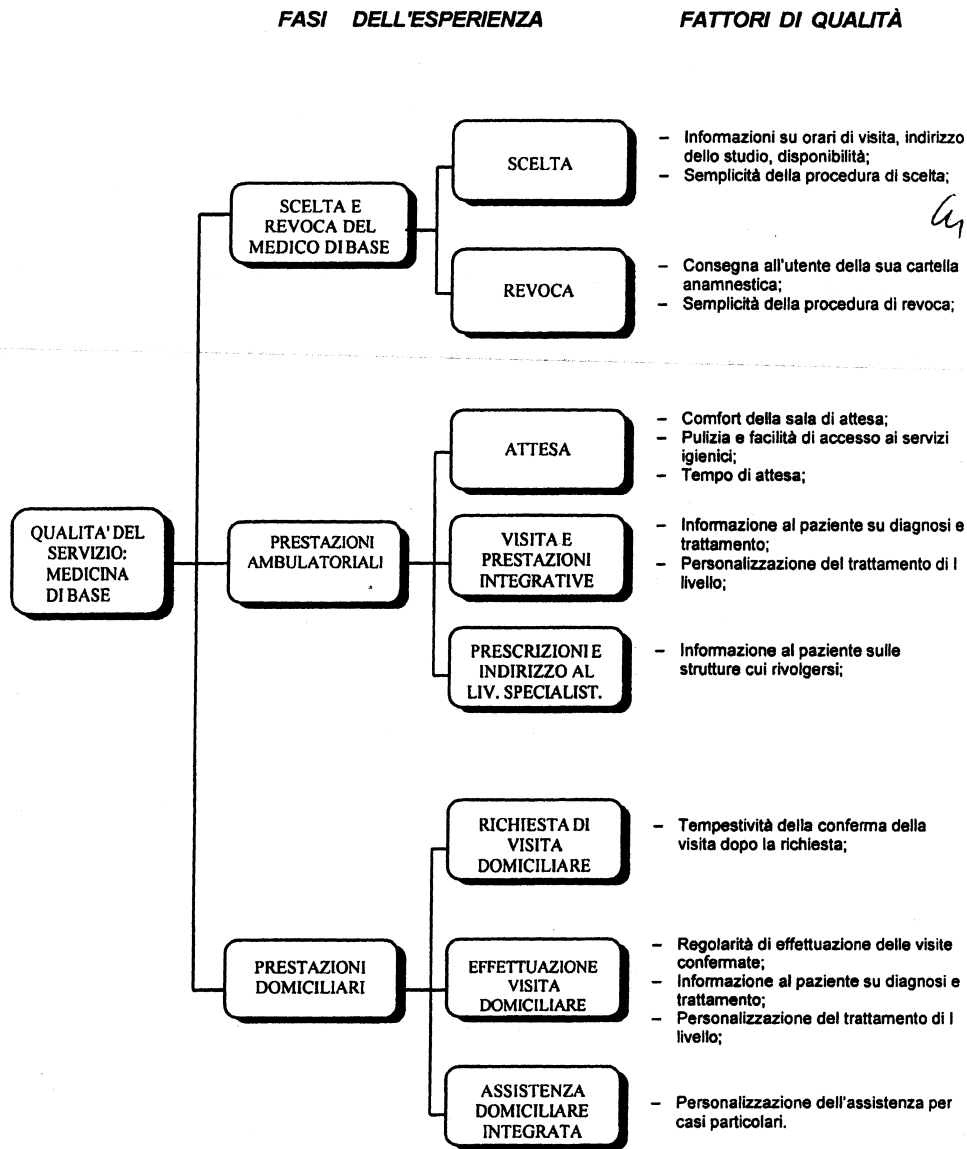 FASI DELL'ESPERIENZA
FATTORI DI QUALITÀ
SCELTA E
REVOCA DEL
MEDICO DI BASE
SCELTA
– Informazioni su orari di visita, indirizzo
dello studio, disponibilità;
– Semplicità della procedura di scelta;
REVOCA
– Consegna all'utente della sua cartella
anamnestica;
– Semplicità della procedura di revoca;
QUALITA' DEL
SERVIZIO:
MEDICINA
DI BASE
PRESTAZIONI
AMBULATORIALI
ATTESA
– Comfort della sala di attesa;
– Pulizia e facilità di accesso ai servizi
igienici;
– Tempo di attesa;
VISITA E
PRESTAZIONI
INTEGRATIVE
– Informazione al paziente su diagnosi e
trattamento;
– Personalizzazione del trattamento di I
livello;
PRESCRIZIONI E
INDIRIZZO AL
LIV. SPECIALIST.
– Informazione al paziente sulle
strutture cui rivolgersi;
PRESTAZIONI
DOMICILIARI
RICHIESTA DI
VISITA
DOMICILIARE
– Tempestività della conferma della
visita dopo la richiesta;
EFFETTUAZIONE
VISITA
DOMICILIARE
– Regolarità di effettuazione delle visite
confermate;
– Informazione al paziente su diagnosi e
trattamento;
– Personalizzazione del trattamento di I
livello;
ASSISTENZA
DOMICILIARE
INTEGRATA
– Personalizzazione dell'assistenza per
casi particolari.